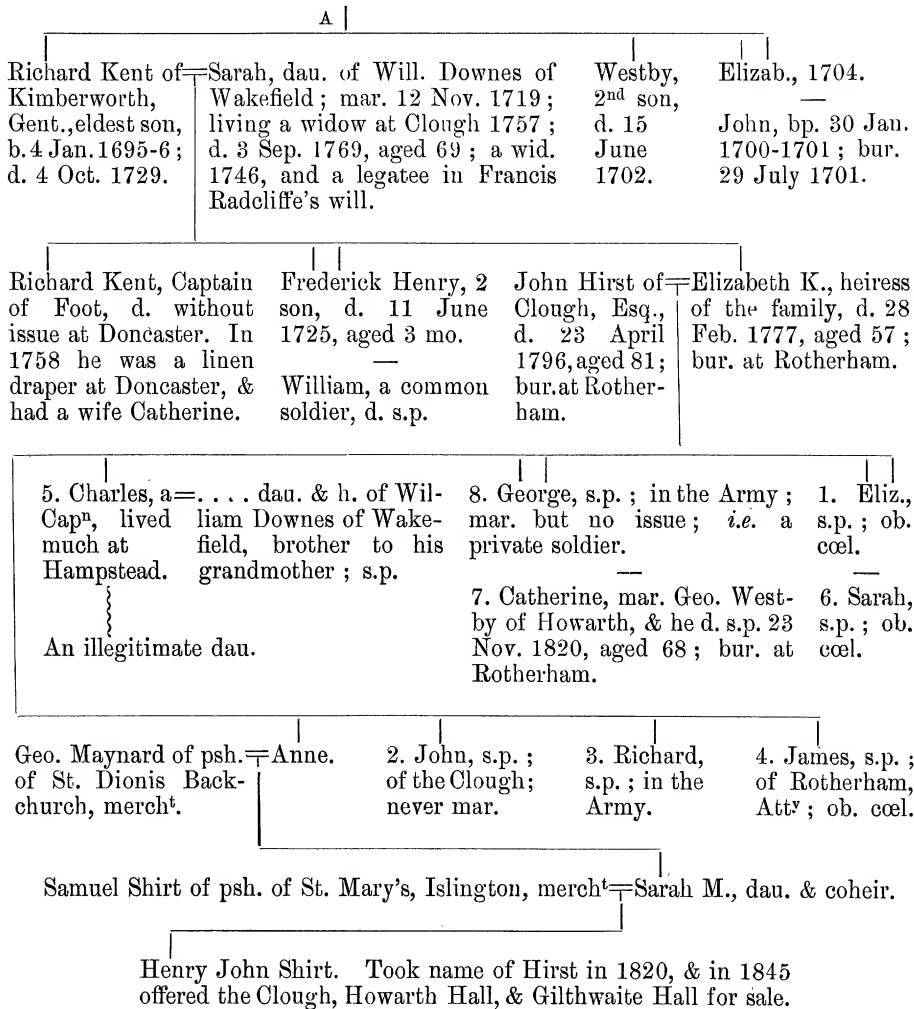 A
Richard Kent of
Kimberworth,
Gent., eldest son,
b. 4 Jan. 1695-6 ;
d. 4 Oct. 1729.
Sarah, dau. of Will. Downes of
Wakefield ; mar. 12 Nov. 1719 ;
living a widow at Clough 1757 ;
d. 3 Sep. 1769, aged 69 ; a wid.
1746, and a legatee in Francis
Radcliffe's will.
Westby,
2nd son,
d. 15
June
1702.
Elizab., 1704.
—
John, bp. 30 Jan.
1700-1701 ; bur.
29 July 1701.
Richard Kent, Captain
of Foot, d. without
issue at Doncaster. In
1758 he was a linen
draper at Doncaster, &
had a wife Catherine.
Frederick Henry, 2
son, d. 11 June
1725, aged 3 mo.
—
William, a common
soldier, d. s.p.
John Hirst of
Clough, Esq.,
d. 23 April
1796, aged 81;
bur. at Rother-
ham.
Elizabeth K., heiress
of the family, d. 28
Feb. 1777, aged 57 ;
bur. at Rotherham.
5. Charles, a
Capn, lived
much at
Hampstead.
An illegitimate dau.
=. . . . dau. & h. of Wil-
liam Downes of Wake-
field, brother to his
grandmother ; s.p.
8. George, s.p. ; in the Army ;
mar. but no issue ; i.e. a
private soldier.
—
7. Catherine, mar. Geo. West-
by of Howarth, & he d. s.p. 23
Nov. 1820, aged 68 ; bur. at
Rotherham.
1. Eliz.,
s.p. ; ob.
cœl.
—
6. Sarah,
s.p. ; ob.
cœl.
Geo. Maynard of psh.
of St. Dionis Back-
church, mercht.
Anne.
2. John, s.p. ;
of the Clough;
never mar.
3. Richard,
s.p. ; in the
Army.
4. James, s.p. ;
of Rotherham,
Atty ; ob. cœl.
Samuel Shirt of psh. of St. Mary's, Islington, mercht=Sarah M., dau. & coheir.
Henry John Shirt. Took name of Hirst in 1820, & in 1845
offered the Clough, Howarth Hall, & Gilthwaite Hall for sale.